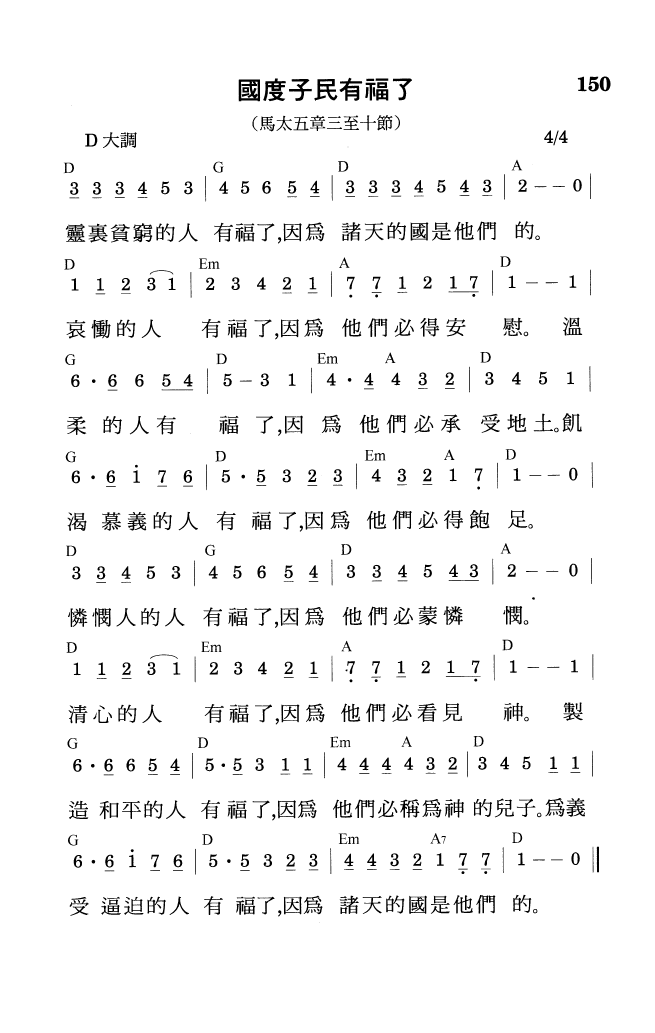 國度子民有福了 150
（馬太五章三至十節）
D 大調 4/4
D G D A
3 3 3 4 5 3 | 4 5 6 5 4 | 3 3 3 4 5 4 3 | 2 - - 0 |
靈裏貧窮的人 有福了,因爲 諸天的國是他們 的。
D Em A D
1 1 2 3 1 | 2 3 4 2 1 | 7 7 1 2 1 7 | 1 - - 1 |
哀慟的人 有福了,因爲 他們必得安 慰。 溫
G D Em A D
6 · 6 6 5 4 | 5 - 3 1 | 4 · 4 4 3 2 | 3 4 5 1 |
柔 的人有 福 了,因 爲 他們必承 受地土。飢
G D Em A D
6 · 6 1 7 6 | 5 · 5 3 2 3 | 4 3 2 1 7 | 1 - - 0 |
渴 慕義的人 有 福了,因爲 他們必得飽 足。
D G D A
3 3 4 5 3 | 4 5 6 5 4 | 3 3 4 5 4 3 | 2 - - 0 |
憐憫人的人 有福了,因爲 他們必蒙憐 憫。
D Em A D
1 1 2 3 1 | 2 3 4 2 1 | 7 7 1 2 1 7 | 1 - - 1 |
清心的人 有福了,因爲 他們必看見 神。 製
G D Em A D
6 · 6 6 5 4 | 5 · 5 3 1 1 | 4 4 4 4 3 2 | 3 4 5 1 1 |
造 和平的人 有福了,因爲 他們必稱爲神 的兒子。爲義
G D Em A7 D
6 · 6 1 7 6 | 5 · 5 3 2 3 | 4 4 3 2 1 7 7 | 1 - - 0 ‖
受 逼迫的人 有 福了,因爲 諸天的國是他們 的。